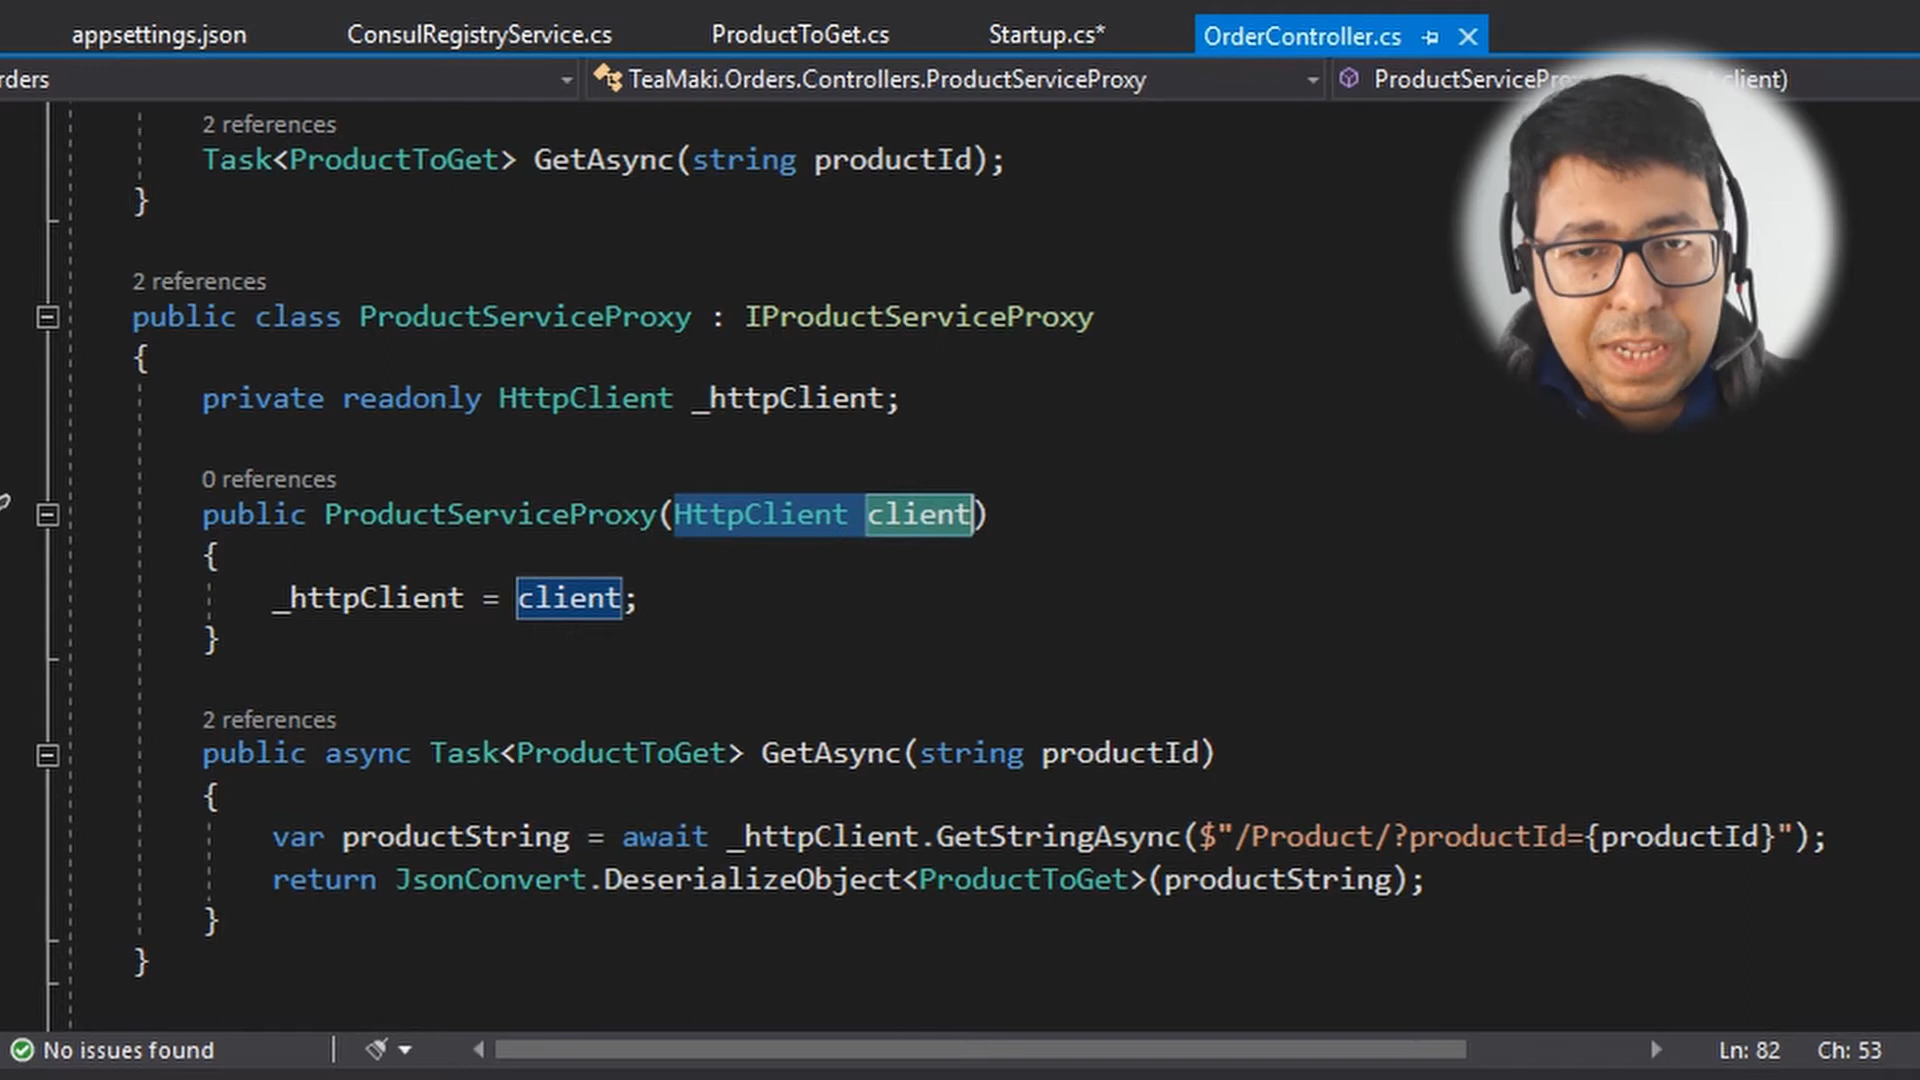 appsettings.json ConsulRegistryService.cs ProductToGet.cs Startup.cs* OrderController.cs
rders TeaMaki.Orders.Controllers.ProductServiceProxy client)
2 references
Task<ProductToGet> GetAsync(string productId);
}
2 references
public class ProductServiceProxy : IProductServiceProxy
{
private readonly HttpClient _httpClient;
0 references
public ProductServiceProxy(HttpClient client)
{
_httpClient = client;
}
2 references
public async Task<ProductToGet> GetAsync(string productId)
{
var productString = await _httpClient.GetStringAsync($"/Product/?productId={productId}");
return JsonConvert.DeserializeObject<ProductToGet>(productString);
}
}
No issues found Ln: 82 Ch: 53